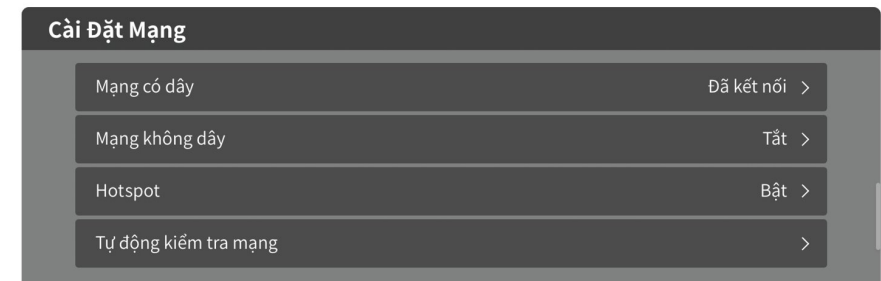 Cài Đặt Mạng
Mạng có dây Đã kết nối
Mạng không dây Tắt
Hotspot Bật
Tự động kiểm tra mạng